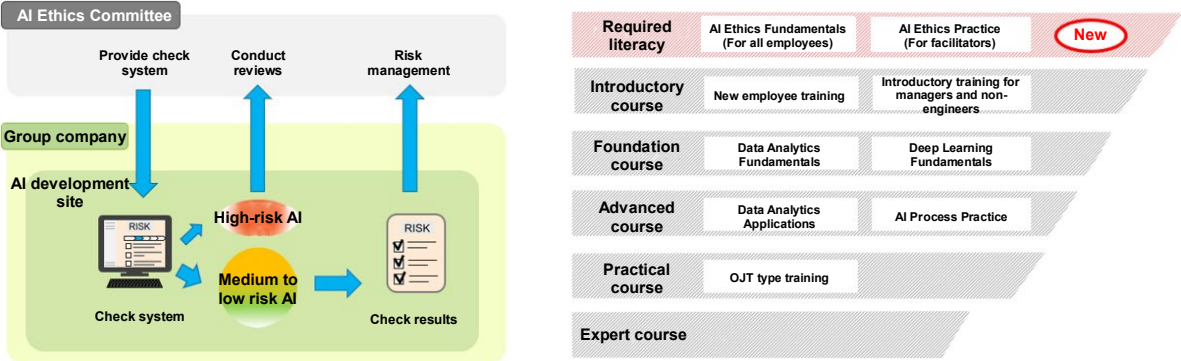 AI Ethics Committee
Provide check
system
Conduct
reviews
Risk
management
Group company
AI development
site
RISK
High-risk AI
Medium to
low risk AI
RISK
Check system
Check results
Required
literacy
AI Ethics Fundamentals
(For all employees)
AI Ethics Practice
(For facilitators)
New
Introductory
course
New employee training
Introductory training for
managers and non-
engineers
Foundation
course
Data Analytics
Fundamentals
Deep Learning
Fundamentals
Advanced
course
Data Analytics
Applications
AI Process Practice
Practical
course
OJT type training
Expert course